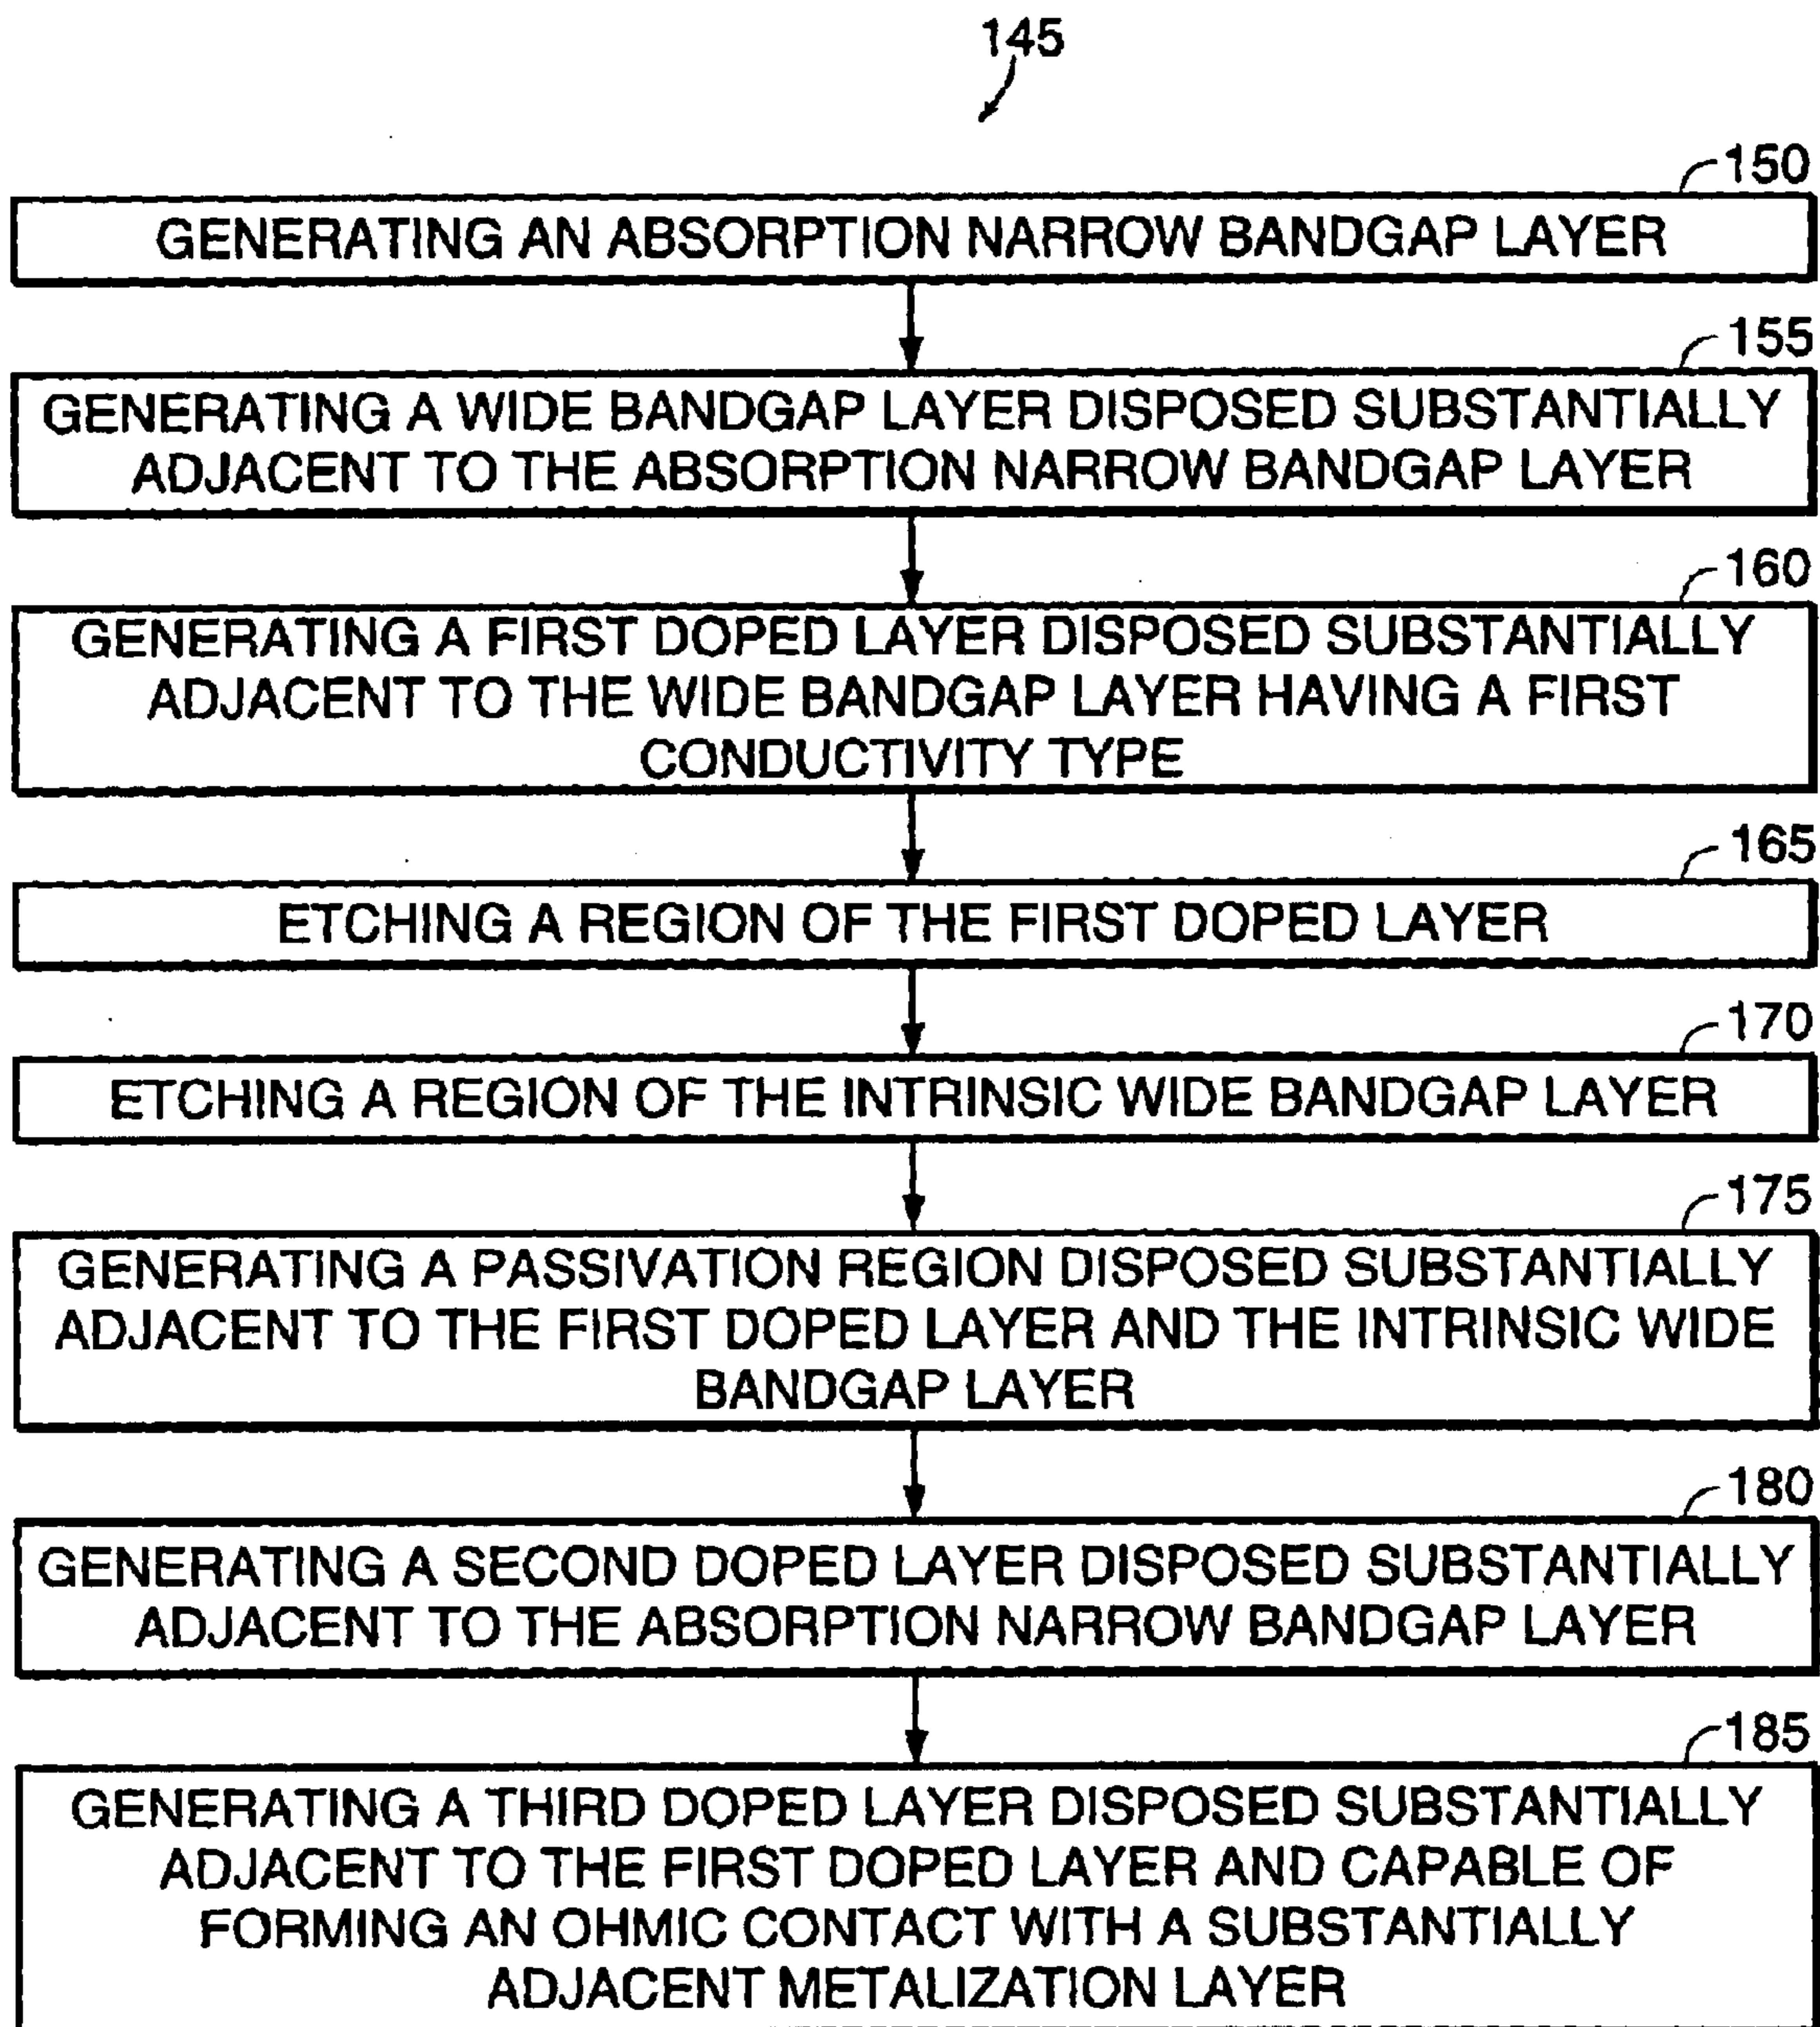 145
150
GENERATING AN ABSORPTION NARROW BANDGAP LAYER
155
GENERATING A WIDE BANDGAP LAYER DISPOSED SUBSTANTIALLY
ADJACENT TO THE ABSORPTION NARROW BANDGAP LAYER
160
GENERATING A FIRST DOPED LAYER DISPOSED SUBSTANTIALLY
ADJACENT TO THE WIDE BANDGAP LAYER HAVING A FIRST
CONDUCTIVITY TYPE
165
ETCHING A REGION OF THE FIRST DOPED LAYER
170
ETCHING A REGION OF THE INTRINSIC WIDE BANDGAP LAYER
175
GENERATING A PASSIVATION REGION DISPOSED SUBSTANTIALLY
ADJACENT TO THE FIRST DOPED LAYER AND THE INTRINSIC WIDE
BANDGAP LAYER
180
GENERATING A SECOND DOPED LAYER DISPOSED SUBSTANTIALLY
ADJACENT TO THE ABSORPTION NARROW BANDGAP LAYER
185
GENERATING A THIRD DOPED LAYER DISPOSED SUBSTANTIALLY
ADJACENT TO THE FIRST DOPED LAYER AND CAPABLE OF
FORMING AN OHMIC CONTACT WITH A SUBSTANTIALLY
ADJACENT METALIZATION LAYER